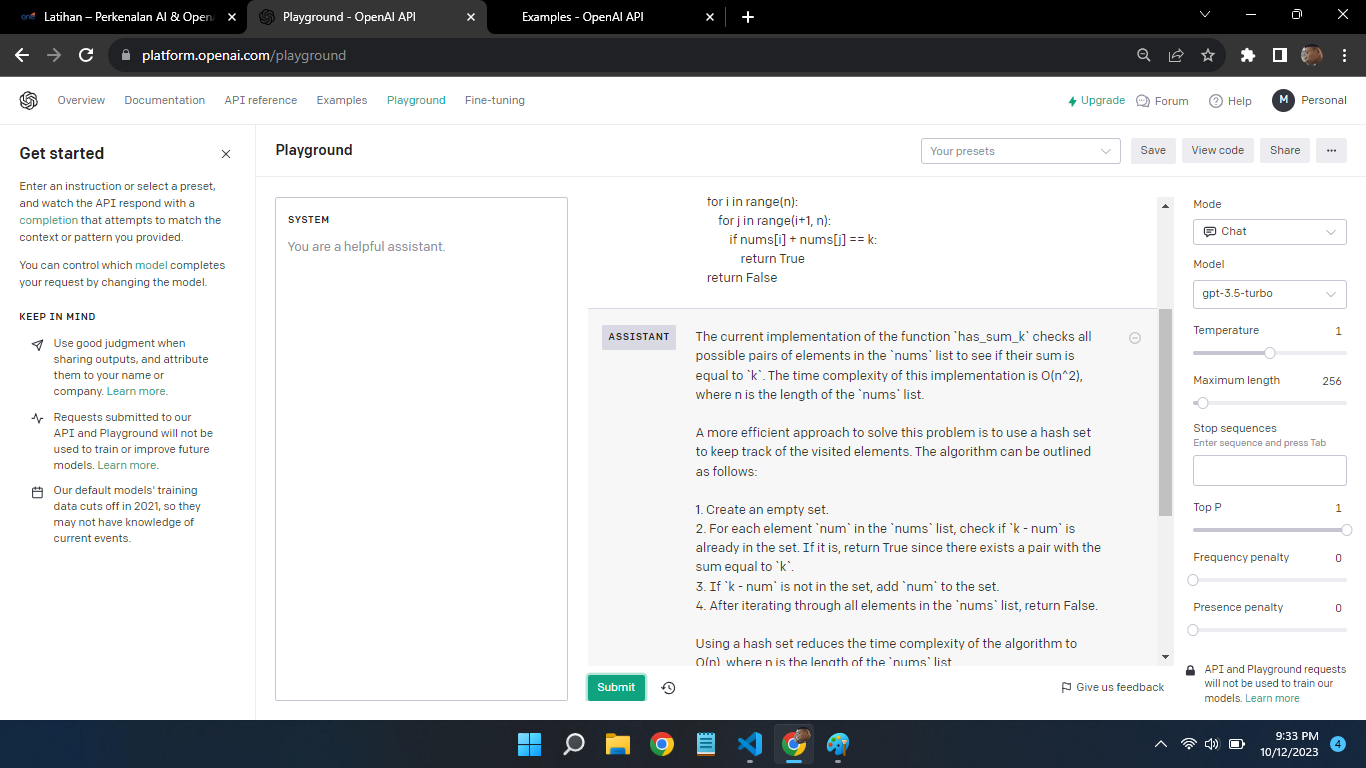 Latihan – Perkenalan AI & Open
Playground - OpenAI API
Examples - OpenAI API
platform.openai.com/playground
Overview
Documentation
API reference
Examples
Playground
Fine-tuning
Upgrade
Forum
Help
M
Personal
Get started
Enter an instruction or select a preset,
and watch the API respond with a
completion that attempts to match the
context or pattern you provided.
You can control which model completes
your request by changing the model.
KEEP IN MIND
Use good judgment when
sharing outputs, and attribute
them to your name or
company. Learn more.
Requests submitted to our
API and Playground will not be
used to train or improve future
models. Learn more.
Our default models' training
data cuts off in 2021, so they
may not have knowledge of
current events.
Playground
Your presets
Save
View code
Share
SYSTEM
You are a helpful assistant.
for i in range(n):
for j in range(i+1, n):
if nums[i] + nums[j] == k:
return True
return False
ASSISTANT
The current implementation of the function `has_sum_k` checks all
possible pairs of elements in the `nums` list to see if their sum is
equal to `k`. The time complexity of this implementation is O(n^2),
where n is the length of the `nums` list.
A more efficient approach to solve this problem is to use a hash set
to keep track of the visited elements. The algorithm can be outlined
as follows:
1. Create an empty set.
2. For each element `num` in the `nums` list, check if `k - num` is
already in the set. If it is, return True since there exists a pair with the
sum equal to `k`.
3. If `k - num` is not in the set, add `num` to the set.
4. After iterating through all elements in the `nums` list, return False.
Using a hash set reduces the time complexity of the algorithm to
O(n), where n is the length of the `nums` list
Submit
Give us feedback
Mode
Chat
Model
gpt-3.5-turbo
Temperature 1
Maximum length 256
Stop sequences
Enter sequence and press Tab
Top P 1
Frequency penalty 0
Presence penalty 0
API and Playground requests
will not be used to train our
models. Learn more
9:33 PM
10/12/2023
4